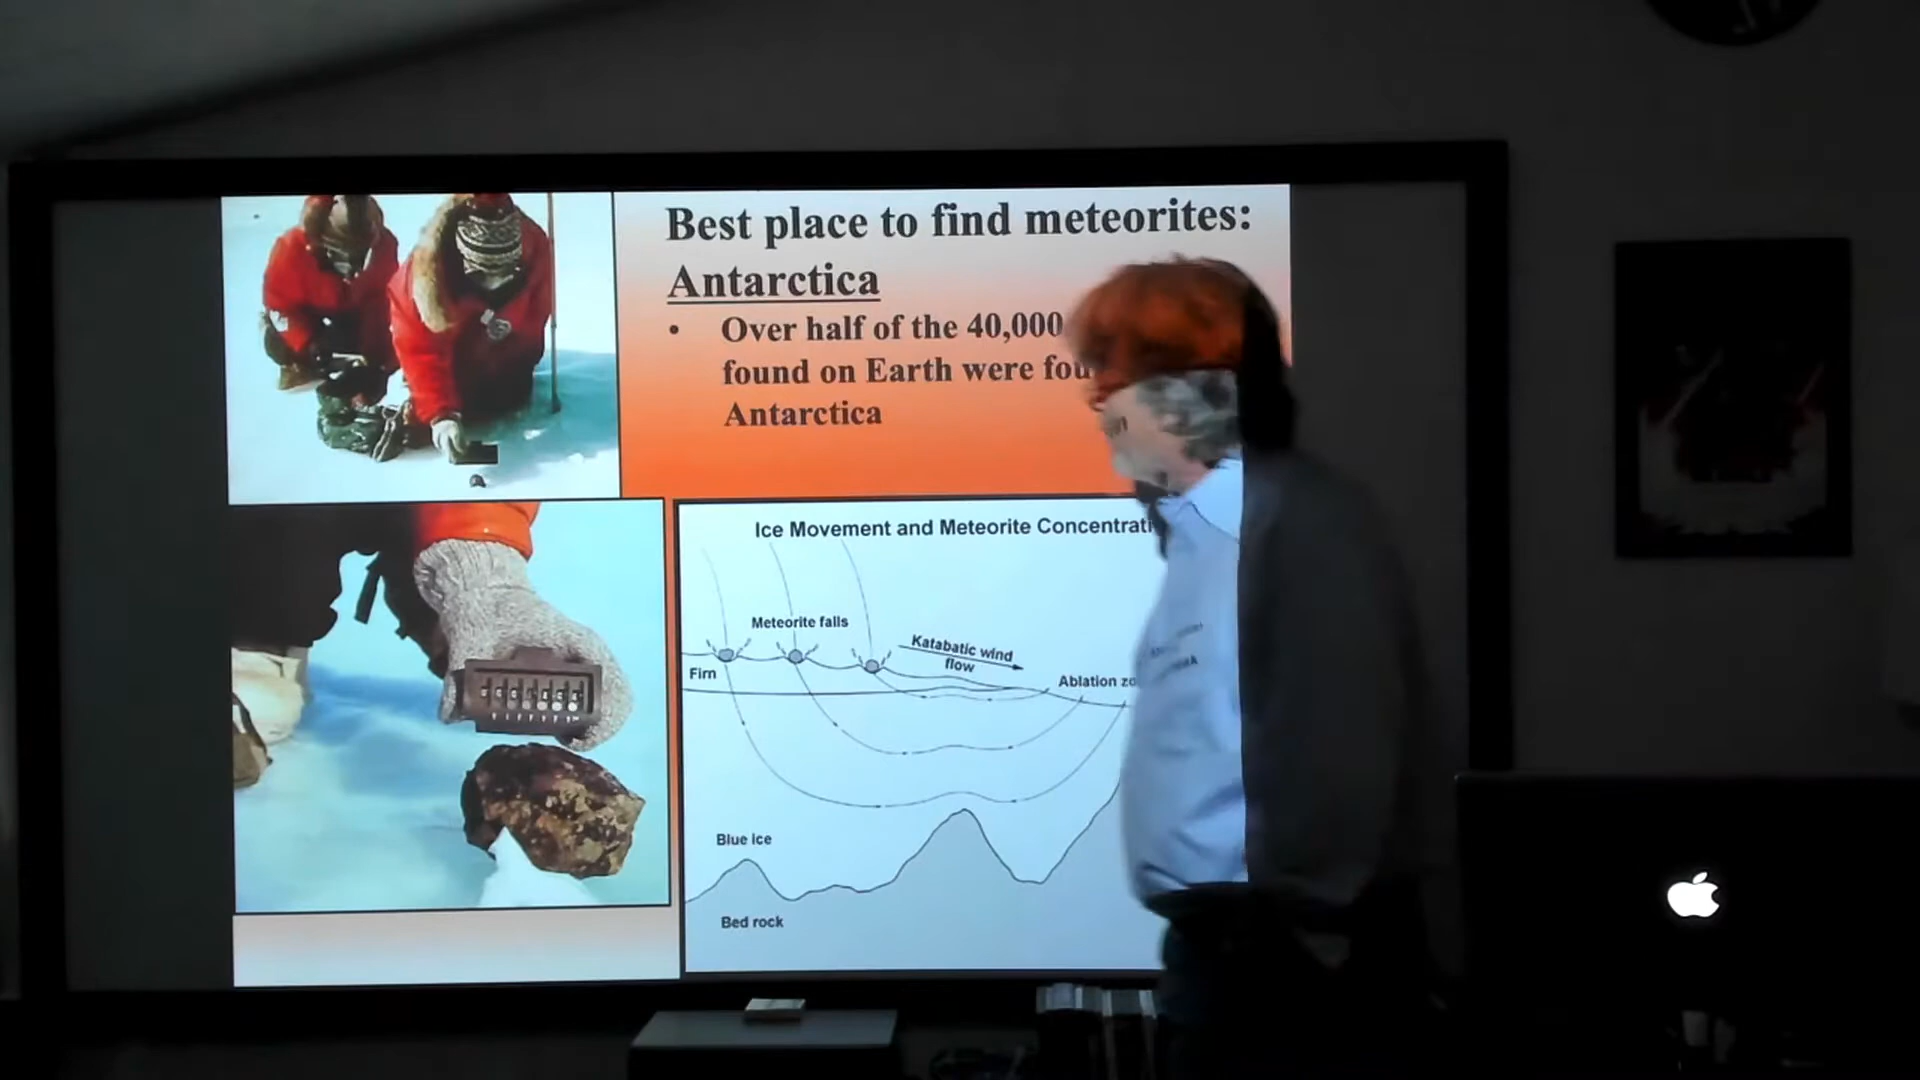 Best place to find meteorites:
Antarctica
• Over half of the 40,000
found on Earth were fou
Antarctica
Ice Movement and Meteorite Concentrati
Meteorite falls
Katabatic wind
flow
Firn
Ablation zo
Blue ice
Bed rock